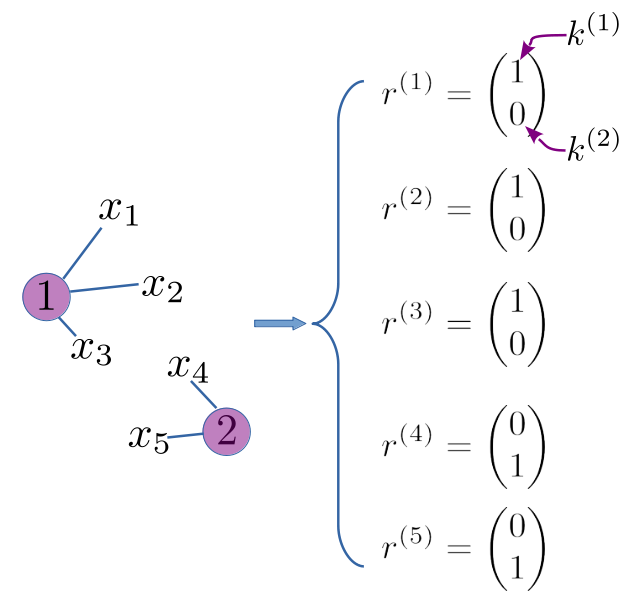 k^{(1)}
r^{(1)} = \begin{pmatrix} 1 \\ 0 \end{pmatrix}
k^{(2)}
r^{(2)} = \begin{pmatrix} 1 \\ 0 \end{pmatrix}
x_1
x_2
1
x_3
r^{(3)} = \begin{pmatrix} 1 \\ 0 \end{pmatrix}
x_4
x_5
2
r^{(4)} = \begin{pmatrix} 0 \\ 1 \end{pmatrix}
r^{(5)} = \begin{pmatrix} 0 \\ 1 \end{pmatrix}